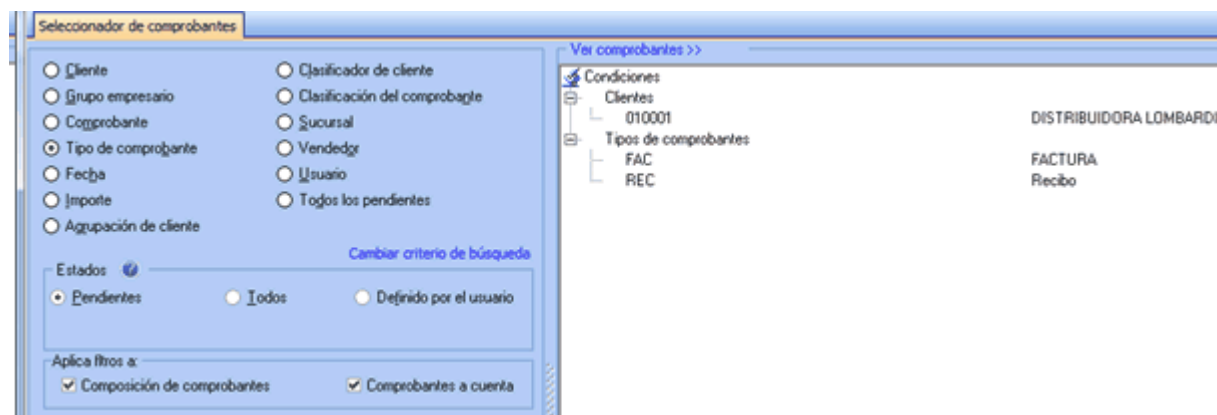 Seleccionador de comprobantes
Cliente
Clasificador de cliente
Grupo empresario
Clasificación del comprobante
Comprobante
Sucursal
Tipo de comprobante
Vendedor
Fecha
Usuario
Importe
Todos los pendientes
Agrupación de cliente
Cambiar criterio de búsqueda
Estados
Pendientes
Todos
Definido por el usuario
Aplica filtros a:
Composición de comprobantes
Comprobantes a cuenta
Ver comprobantes >>
Condiciones
Clientes
010001 DISTRIBUIDORA LOMBARDI
Tipos de comprobantes
FAC FACTURA
REC Recibo